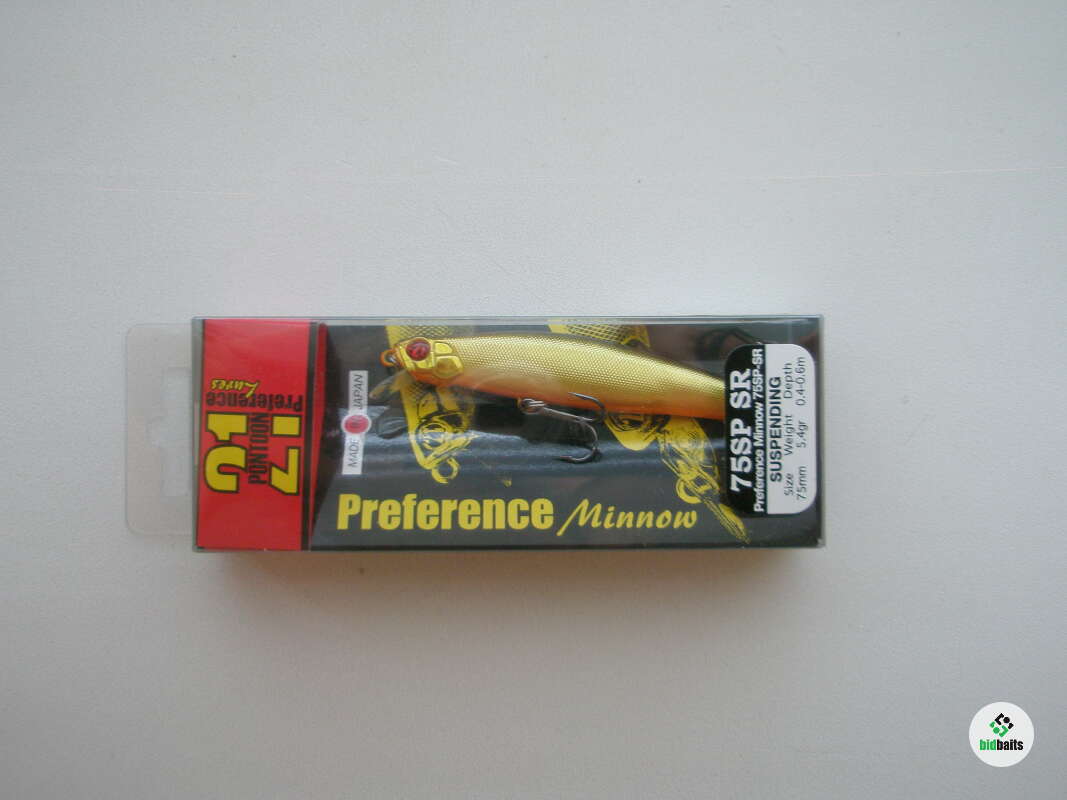 Preference
Lures
PONTOON
21
MADE IN JAPAN
Preference Minnow
75SP SR
Preference Minnow 75SP-SR
SUSPENDING
Size Weight Depth
75mm 5.4gr 0.4-0.6m
bidbaits